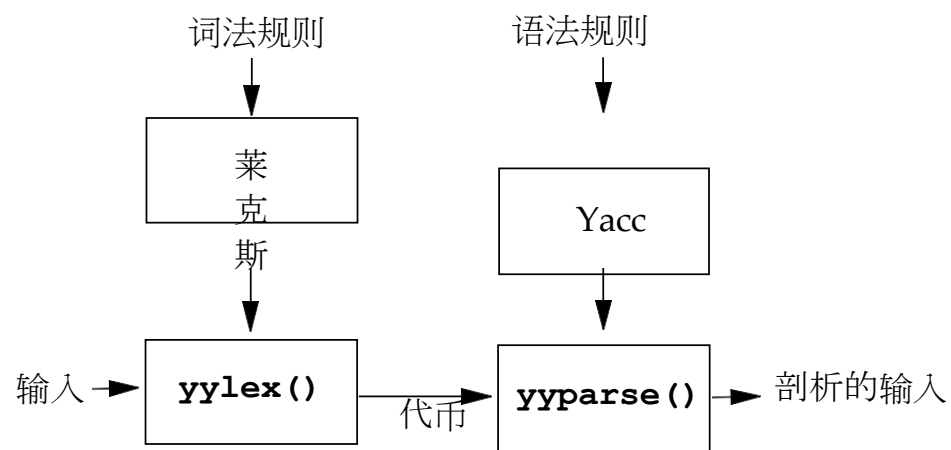 词法规则
语法规则
莱
克
斯
Yacc
输入
yylex()
代币
yyparse()
剖析的输入